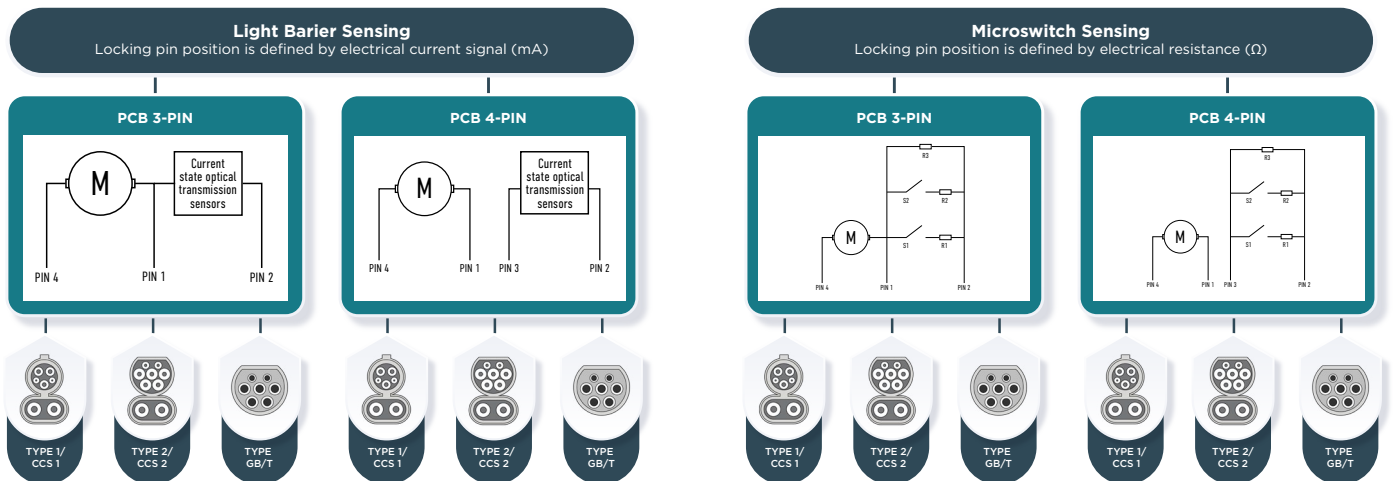 Light Barier Sensing
Locking pin position is defined by electrical current signal (mA)
PCB 3-PIN
M
Current
state optical
transmission
sensors
PIN 4
PIN 1
PIN 2
PCB 4-PIN
M
Current
state optical
transmission
sensors
PIN 4
PIN 1
PIN 3
PIN 2
TYPE 1/
CCS 1
TYPE 2/
CCS 2
TYPE
GB/T
TYPE 1/
CCS 1
TYPE 2/
CCS 2
TYPE
GB/T
Microswitch Sensing
Locking pin position is defined by electrical resistance (Ω)
PCB 3-PIN
R3
S2
R2
M
S1
R1
PIN 4
PIN 1
PIN 2
PCB 4-PIN
R3
S2
R2
M
S1
R1
PIN 4
PIN 1
PIN 3
PIN 2
TYPE 1/
CCS 1
TYPE 2/
CCS 2
TYPE
GB/T
TYPE 1/
CCS 1
TYPE 2/
CCS 2
TYPE
GB/T